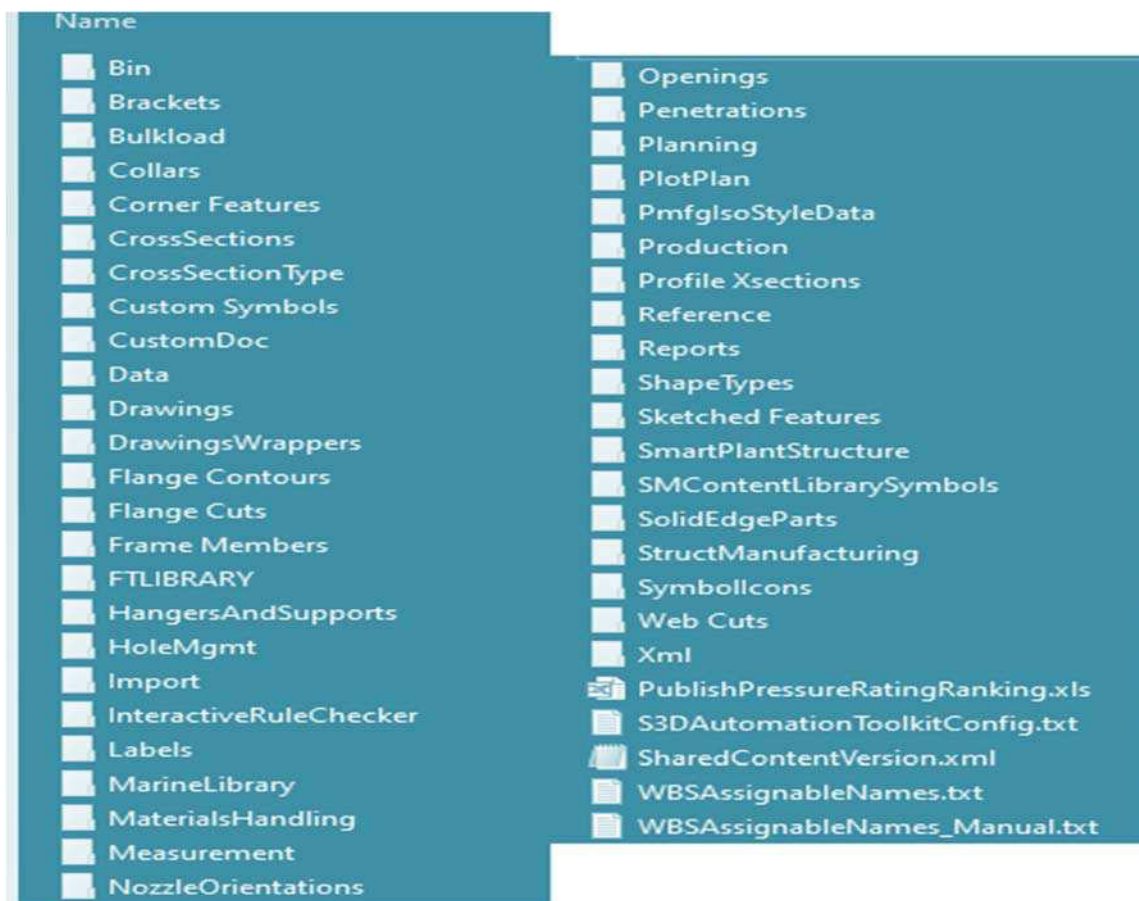 Name
Bin
Brackets
Bulkload
Collars
Corner Features
CrossSections
CrossSectionType
Custom Symbols
CustomDoc
Data
Drawings
DrawingsWrappers
Flange Contours
Flange Cuts
Frame Members
FTLIBRARY
HangersAndSupports
HoleMgmt
Import
InteractiveRuleChecker
Labels
MarineLibrary
MaterialsHandling
Measurement
NozzleOrientations
Openings
Penetrations
Planning
PlotPlan
PmfgIsoStyleData
Production
Profile Xsections
Reference
Reports
ShapeTypes
Sketched Features
SmartPlantStructure
SMContentLibrarySymbols
SolidEdgeParts
StructManufacturing
SymbolIcons
Web Cuts
Xml
PublishPressureRatingRanking.xls
S3DAutomationToolkitConfig.txt
SharedContentVersion.xml
WBSAssignableNames.txt
WBSAssignableNames_Manual.txt